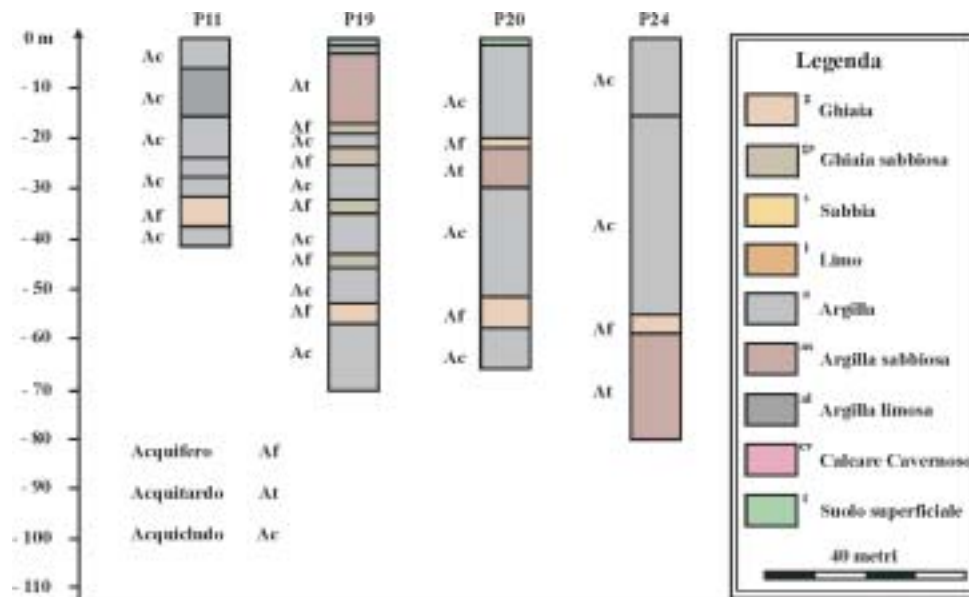 P11 P19 P20 P24
0 m
- 10
- 20
- 30
- 40
- 50
- 60
- 70
- 80
- 90
- 100
- 110
Ac
Ac
Ac
Ac
Af
Ac
At
Af
Ac
Af
Ac
Af
Ac
Af
Ac
Af
Ac
Ac
Af
At
Ac
Af
Ac
Ac
Ac
Af
At
Acquifero Af
Acquitardo At
Acquicludo Ac
Legenda
g Ghiaia
Ghiaia sabbiosa
s Sabbia
l Limo
a Argilla
as Argilla sabbiosa
al Argilla limosa
Calcare Cavernoso
Suolo superficiale
40 metri